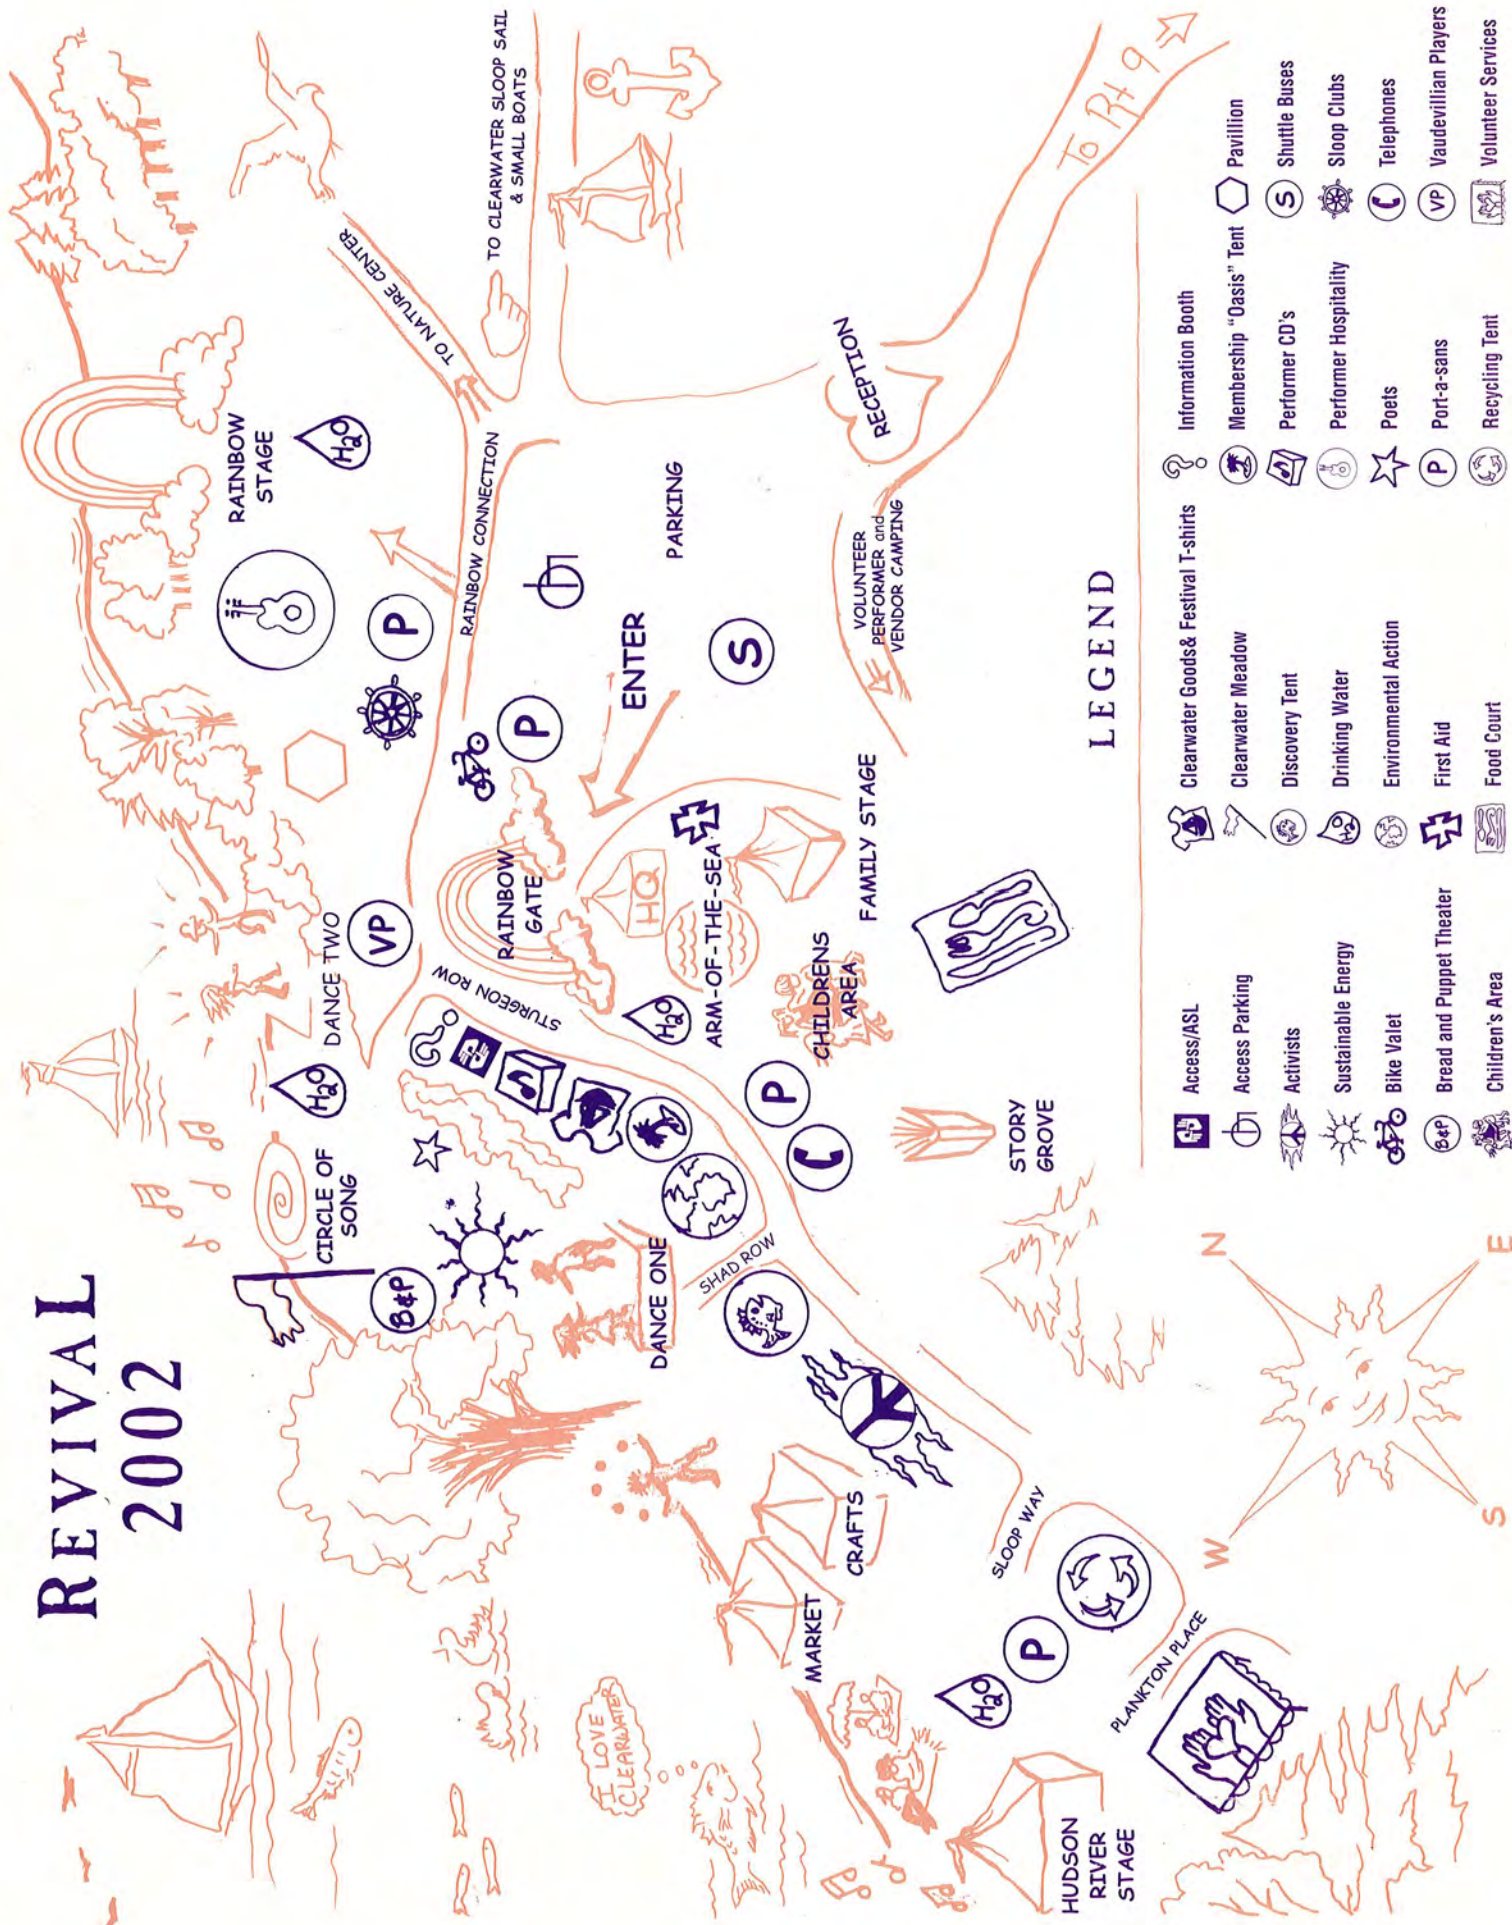 REVIVAL
2002
TO CLEARWATER SLOOP SAIL
& SMALL BOATS
TO NATURE CENTER
RAINBOW
STAGE
H2O
P
RAINBOW CONNECTION
P
ENTER
PARKING
S
RECEPTION
To Rt 9
VOLUNTEER
PERFORMER and
VENDOR CAMPING
DANCE TWO
VP
H2O
CIRCLE OF
SONG
B&P
STURGEON ROW
RAINBOW
GATE
HQ
ARM-OF-THE-SEA
FAMILY STAGE
CHILDRENS
AREA
H2O
P
STORY
GROVE
DANCE ONE
SHAD ROW
CRAFTS
MARKET
SLOOP WAY
H2O
P
PLANKTON PLACE
HUDSON
RIVER
STAGE
I LOVE
CLEARWATER
N
E
S
W
LEGEND
Access/ASL
Access Parking
Activists
Sustainable Energy
Bike Valet
B&P Bread and Puppet Theater
Children's Area
Clearwater Goods& Festival T-shirts
Clearwater Meadow
Discovery Tent
H2O Drinking Water
Environmental Action
First Aid
Food Court
Information Booth
Membership "Oasis" Tent
Performer CD's
Performer Hospitality
Poets
P Port-a-sans
Recycling Tent
Pavillion
S Shuttle Buses
Sloop Clubs
Telephones
VP Vaudevillian Players
Volunteer Services